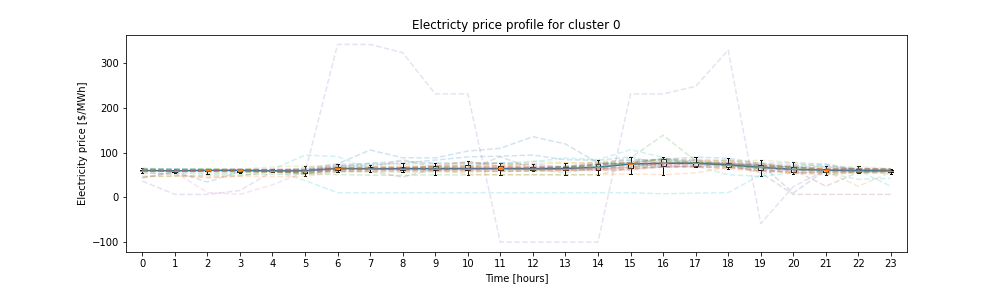 Electricty price profile for cluster 0
Electricity price [$/MWh]
300
200
100
0
−100
0 1 2 3 4 5 6 7 8 9 10 11 12 13 14 15 16 17 18 19 20 21 22 23
Time [hours]